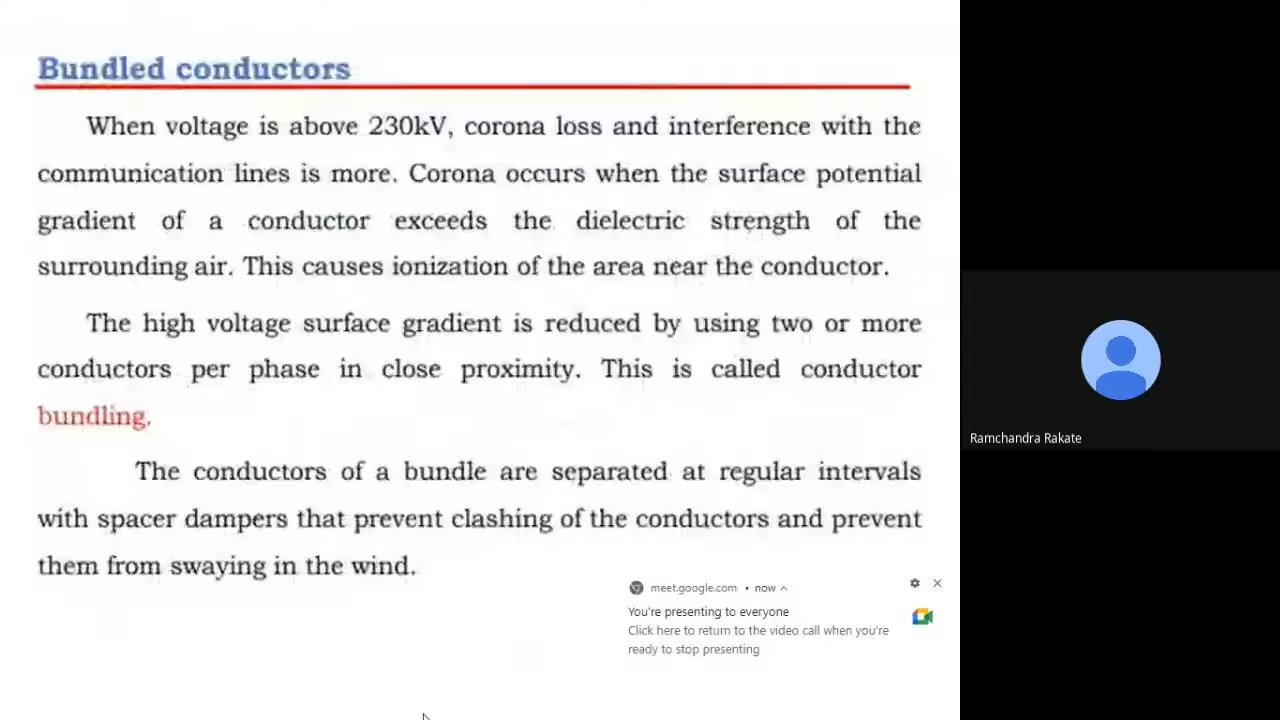 Bundled conductors
When voltage is above 230kV, corona loss and interference with the
communication lines is more. Corona occurs when the surface potential
gradient of a conductor exceeds the dielectric strength of the
surrounding air. This causes ionization of the area near the conductor.
The high voltage surface gradient is reduced by using two or more
conductors per phase in close proximity. This is called conductor
bundling.
The conductors of a bundle are separated at regular intervals
with spacer dampers that prevent clashing of the conductors and prevent
them from swaying in the wind.
meet.google.com • now
You're presenting to everyone
Click here to return to the video call when you're
ready to stop presenting
Ramchandra Rakate